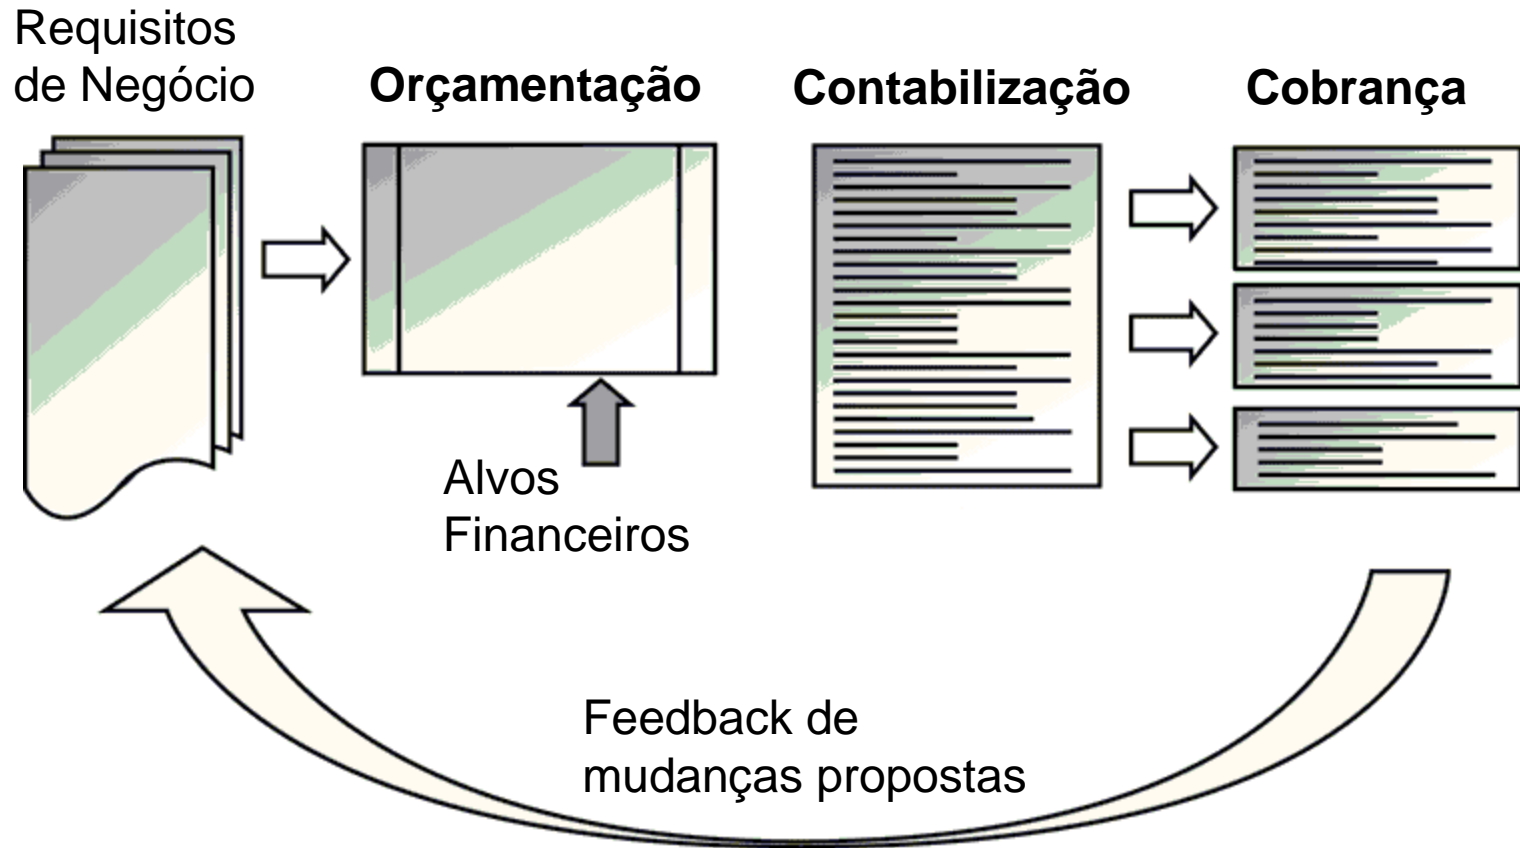 Requisitos
de Negócio
Orçamentação
Contabilização
Cobrança
Alvos
Financeiros
Feedback de
mudanças propostas